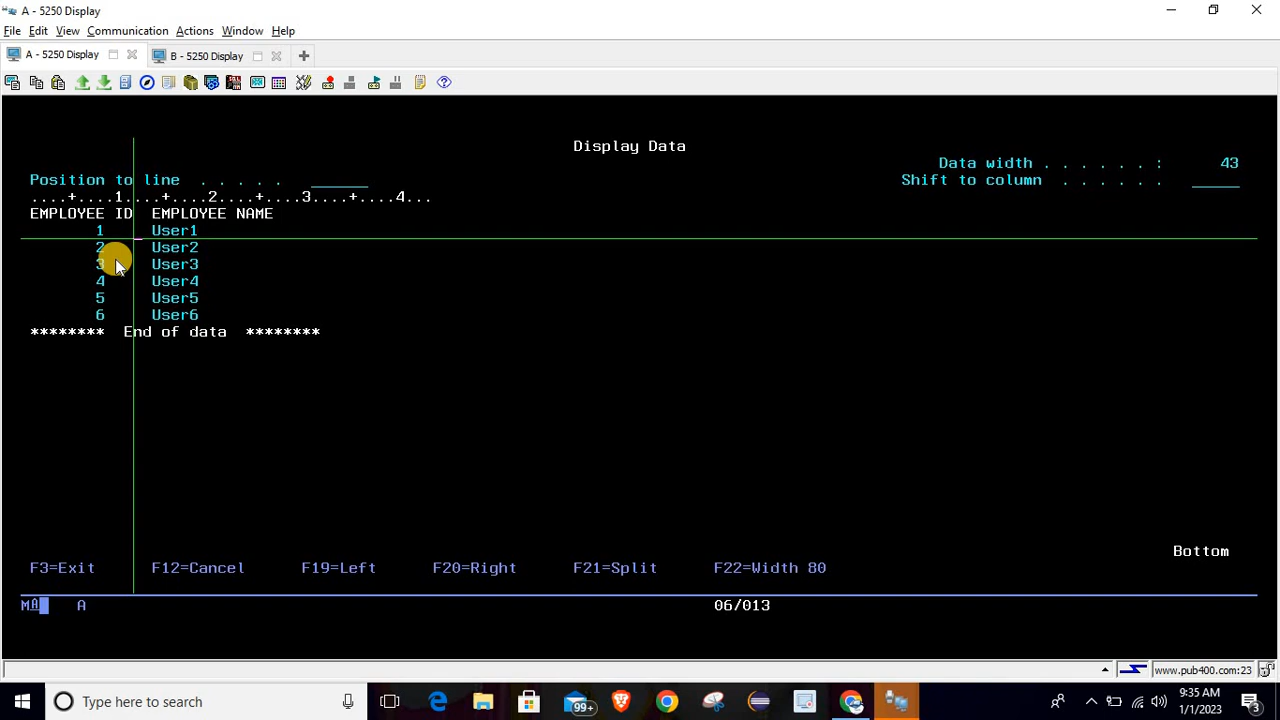 A - 5250 Display
File Edit View Communication Actions Window Help
A - 5250 Display B - 5250 Display
Display Data
Data width . . . . . . : 43
Position to line . . . . . Shift to column . . . . . .
....+....1....+....2....+....3....+....4...
EMPLOYEE ID EMPLOYEE NAME
1 User1
2 User2
3 User3
4 User4
5 User5
6 User6
******** End of data ********
Bottom
F3=Exit F12=Cancel F19=Left F20=Right F21=Split F22=Width 80
MA A 06/013
www.pub400.com:23
Type here to search
99+
9:35 AM
1/1/2023
3